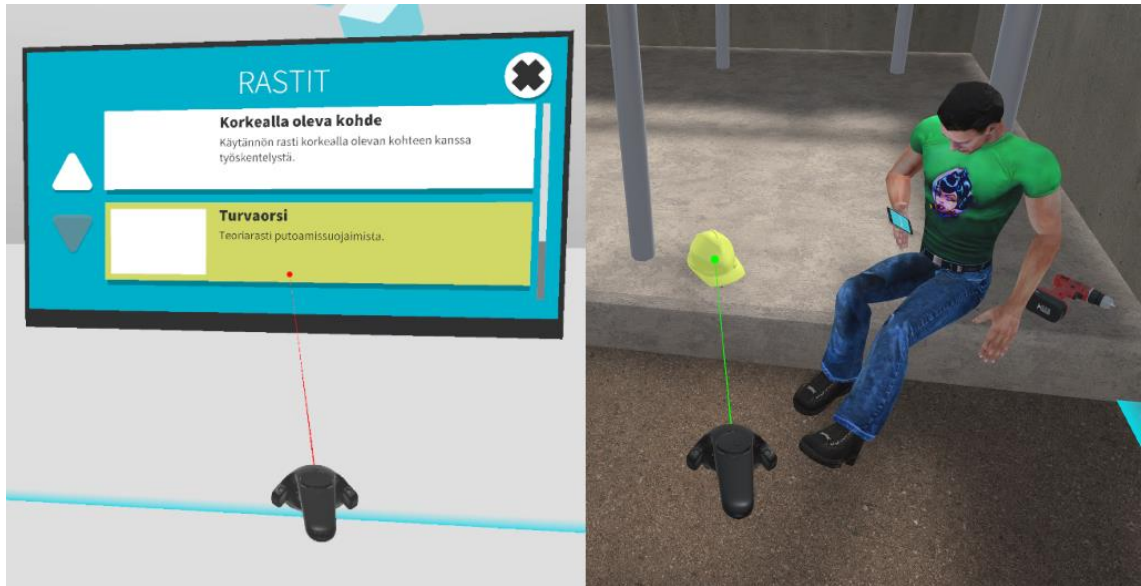 RASTIT
Korkealla oleva kohde
Käytännön rasti korkealla olevan kohteen kanssa
työskentelystä.
Turvaorsi
Teoriarasti putoamissuojaimista.